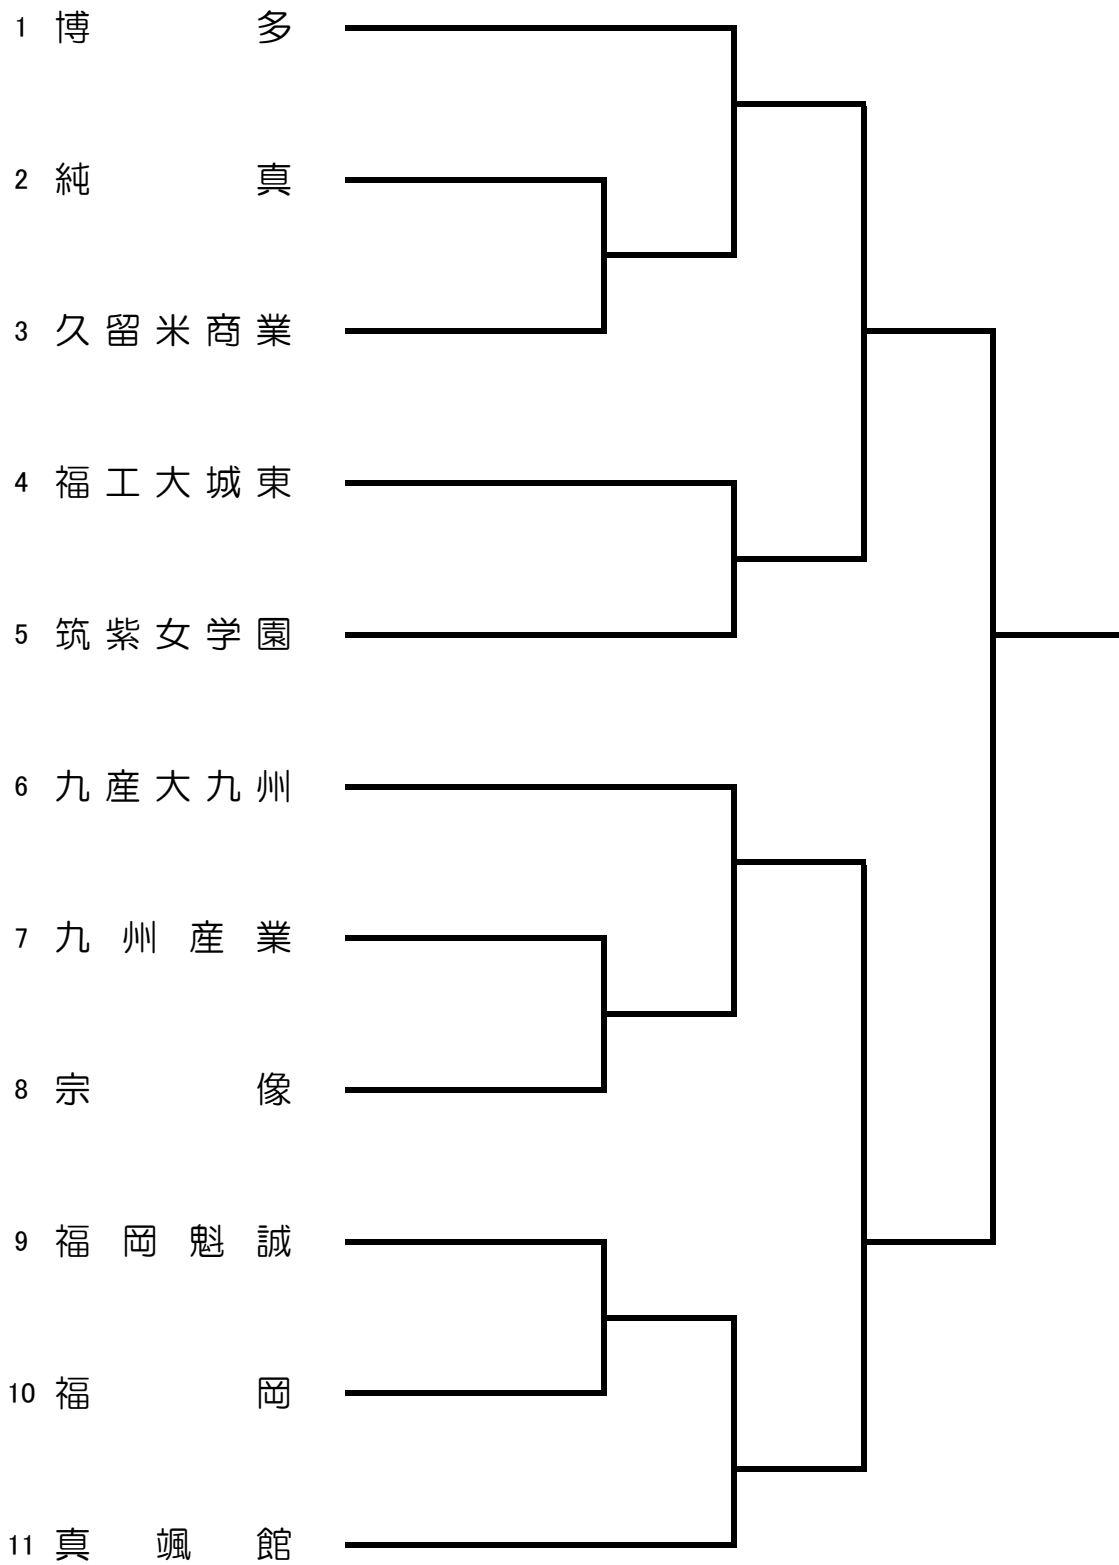 1 博多
2 純真
3 久留米商業
4 福工大城東
5 筑紫女学園
6 九産大九州
7 九州産業
8 宗像
9 福岡魁誠
10 福岡
11 真颯館